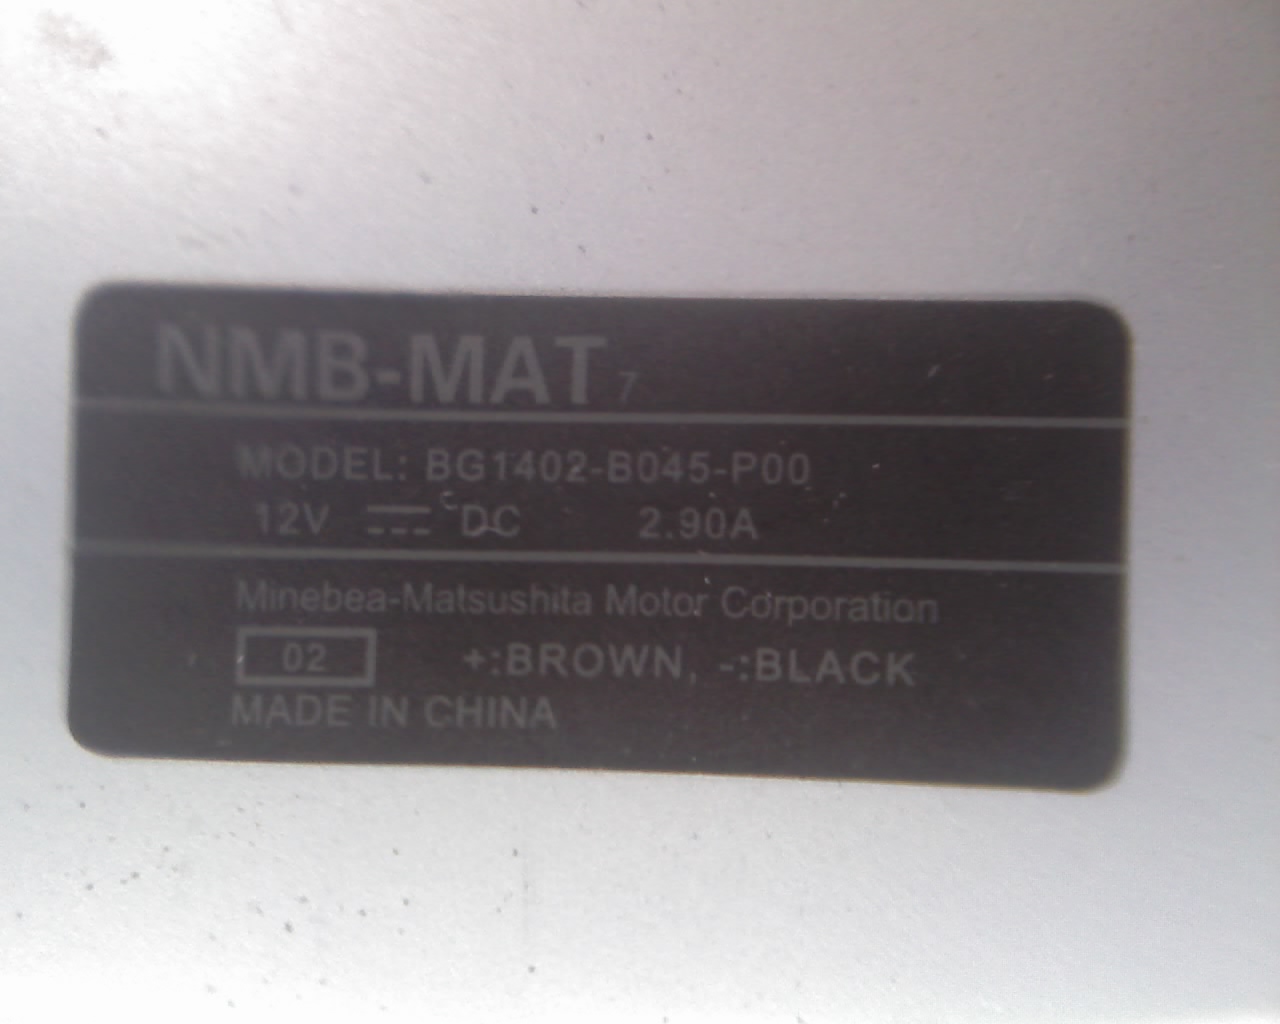 NMB-MAT 7
MODEL: BG1402-B045-P00
12V ⎓ DC 2.90A
Minebea-Matsushita Motor Corporation
02 +:BROWN, -:BLACK
MADE IN CHINA